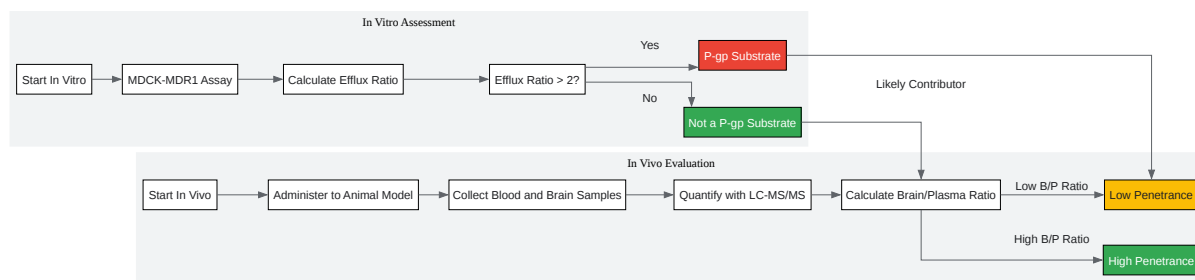 In Vitro Assessment
Start In Vitro
MDCK-MDR1 Assay
Calculate Efflux Ratio
Efflux Ratio > 2?
Yes
P-gp Substrate
No
Not a P-gp Substrate
Likely Contributor
In Vivo Evaluation
Start In Vivo
Administer to Animal Model
Collect Blood and Brain Samples
Quantify with LC-MS/MS
Calculate Brain/Plasma Ratio
Low B/P Ratio
Low Penetrance
High B/P Ratio
High Penetrance